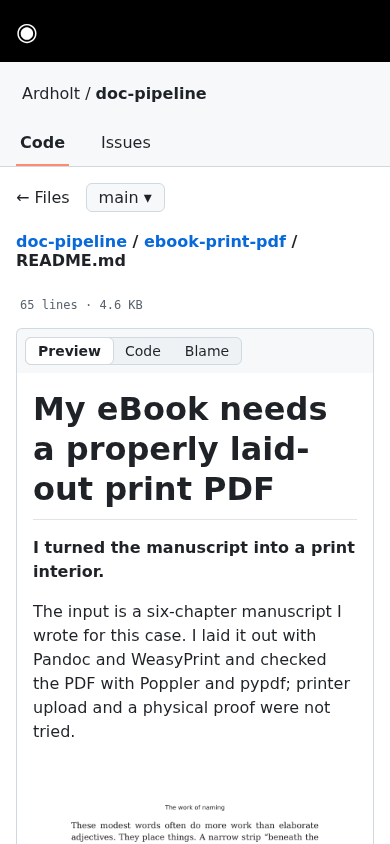 Ardholt / doc-pipeline
Code Issues
← Files main ▾
doc-pipeline / ebook-print-pdf /
README.md
65 lines · 4.6 KB
Preview Code Blame
My eBook needs
a properly laid-
out print PDF
I turned the manuscript into a print
interior.
The input is a six-chapter manuscript I
wrote for this case. I laid it out with
Pandoc and WeasyPrint and checked
the PDF with Poppler and pypdf; printer
upload and a physical proof were not
tried.
The work of naming
These modest words often do more work than elaborate
adjectives. They place things. A narrow strip “beneath the